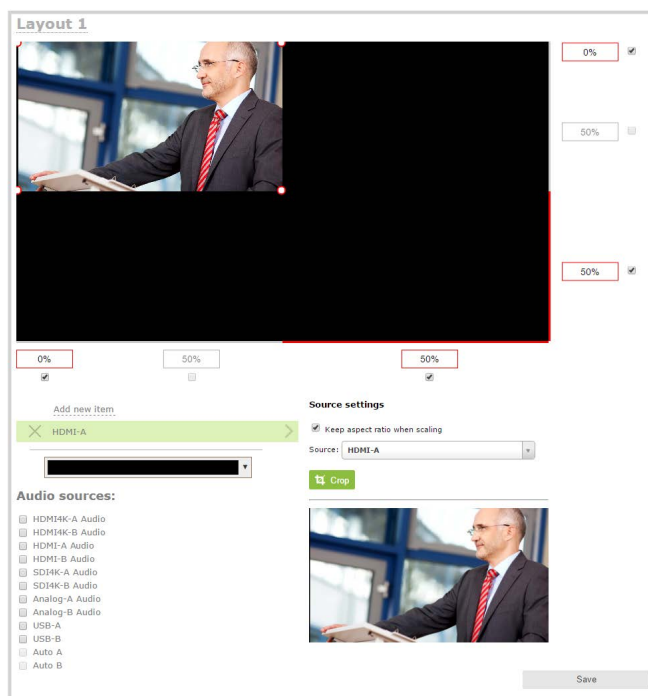 Layout 1
0%
50%
50%
0%
50%
50%
Add new item
HDMI-A
Audio sources:
HDMI4K-A Audio
HDMI4K-B Audio
HDMI-A Audio
HDMI-B Audio
SDI4K-A Audio
SDI4K-B Audio
Analog-A Audio
Analog-B Audio
USB-A
USB-B
Auto A
Auto B
Source settings
Keep aspect ratio when scaling
Source: HDMI-A
Crop
Save